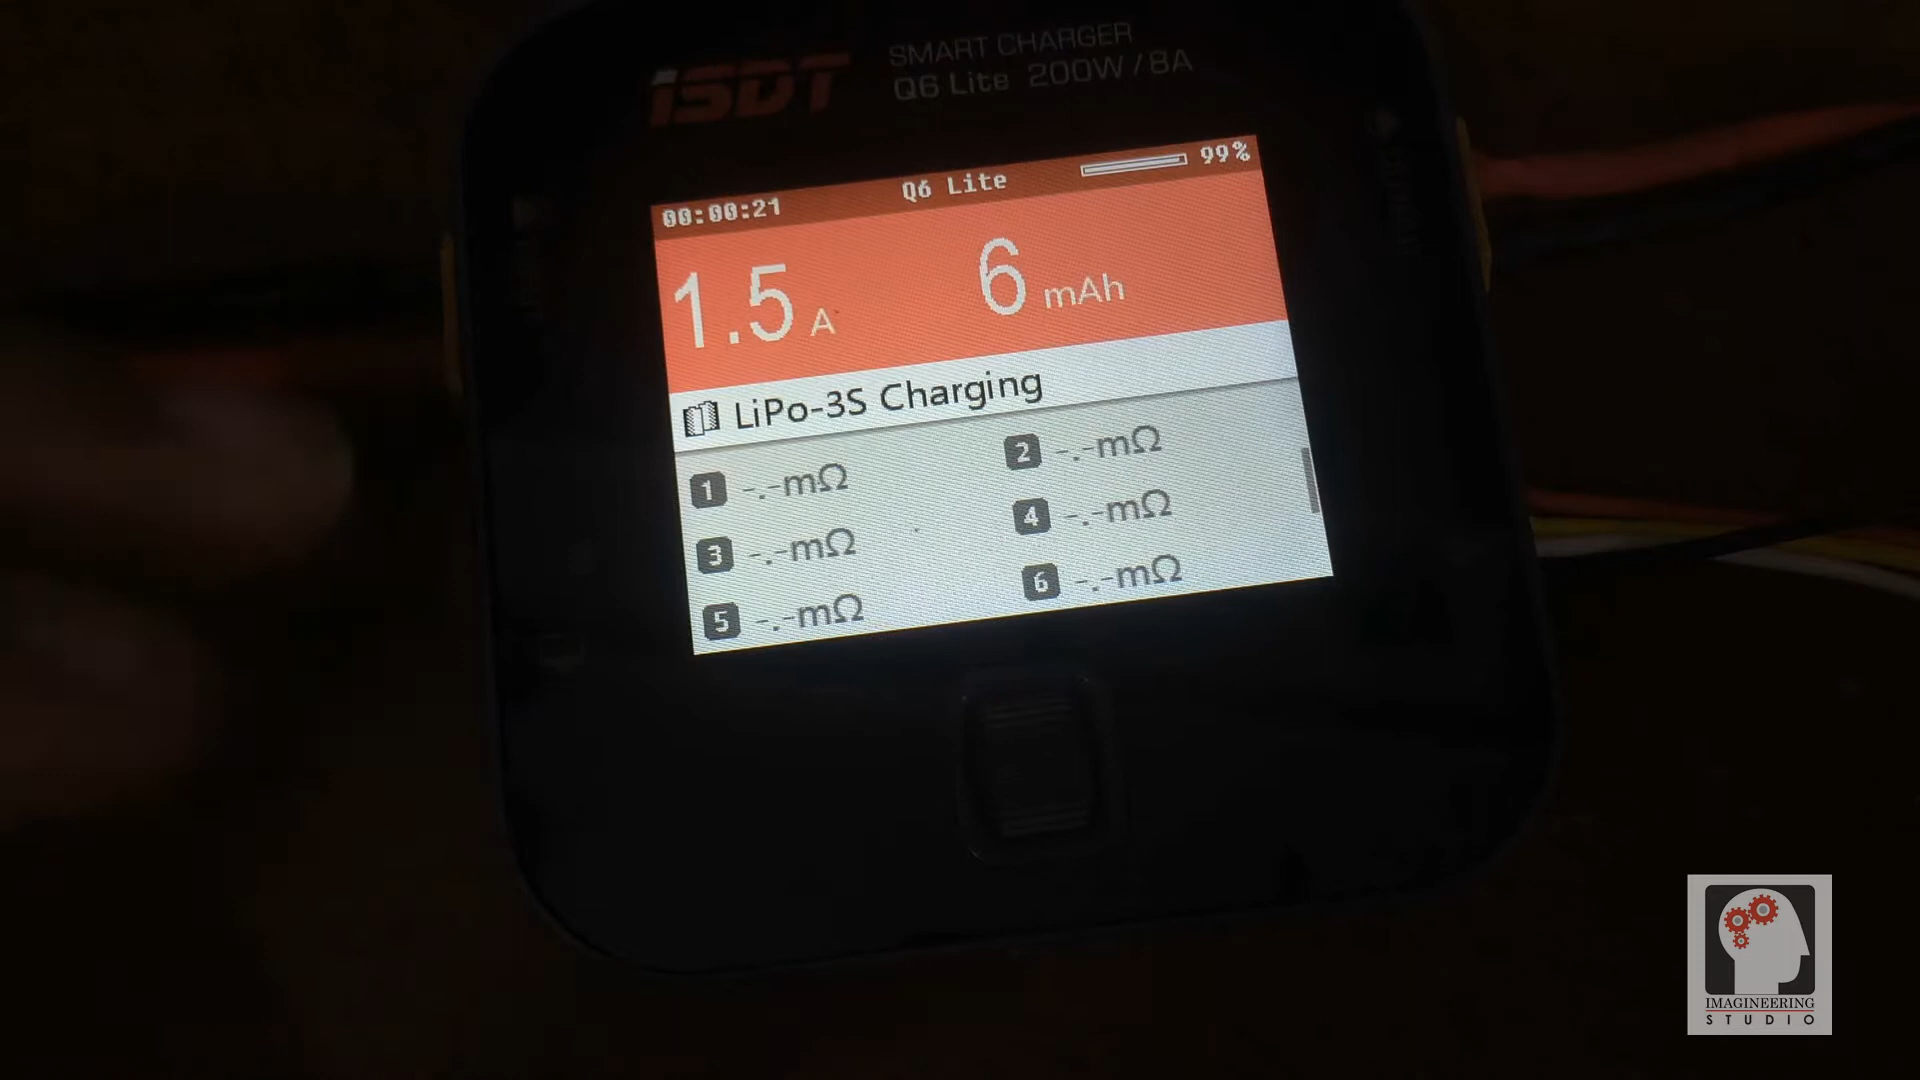 iSDT
SMART CHARGER
Q6 Lite 200W/8A
00:00:21 Q6 Lite 99%
1.5 A 6 mAh
LiPo-3S Charging
1 -.-mΩ 2 -.-mΩ
3 -.-mΩ 4 -.-mΩ
5 -.-mΩ 6 -.-mΩ
IMAGINEERING
STUDIO